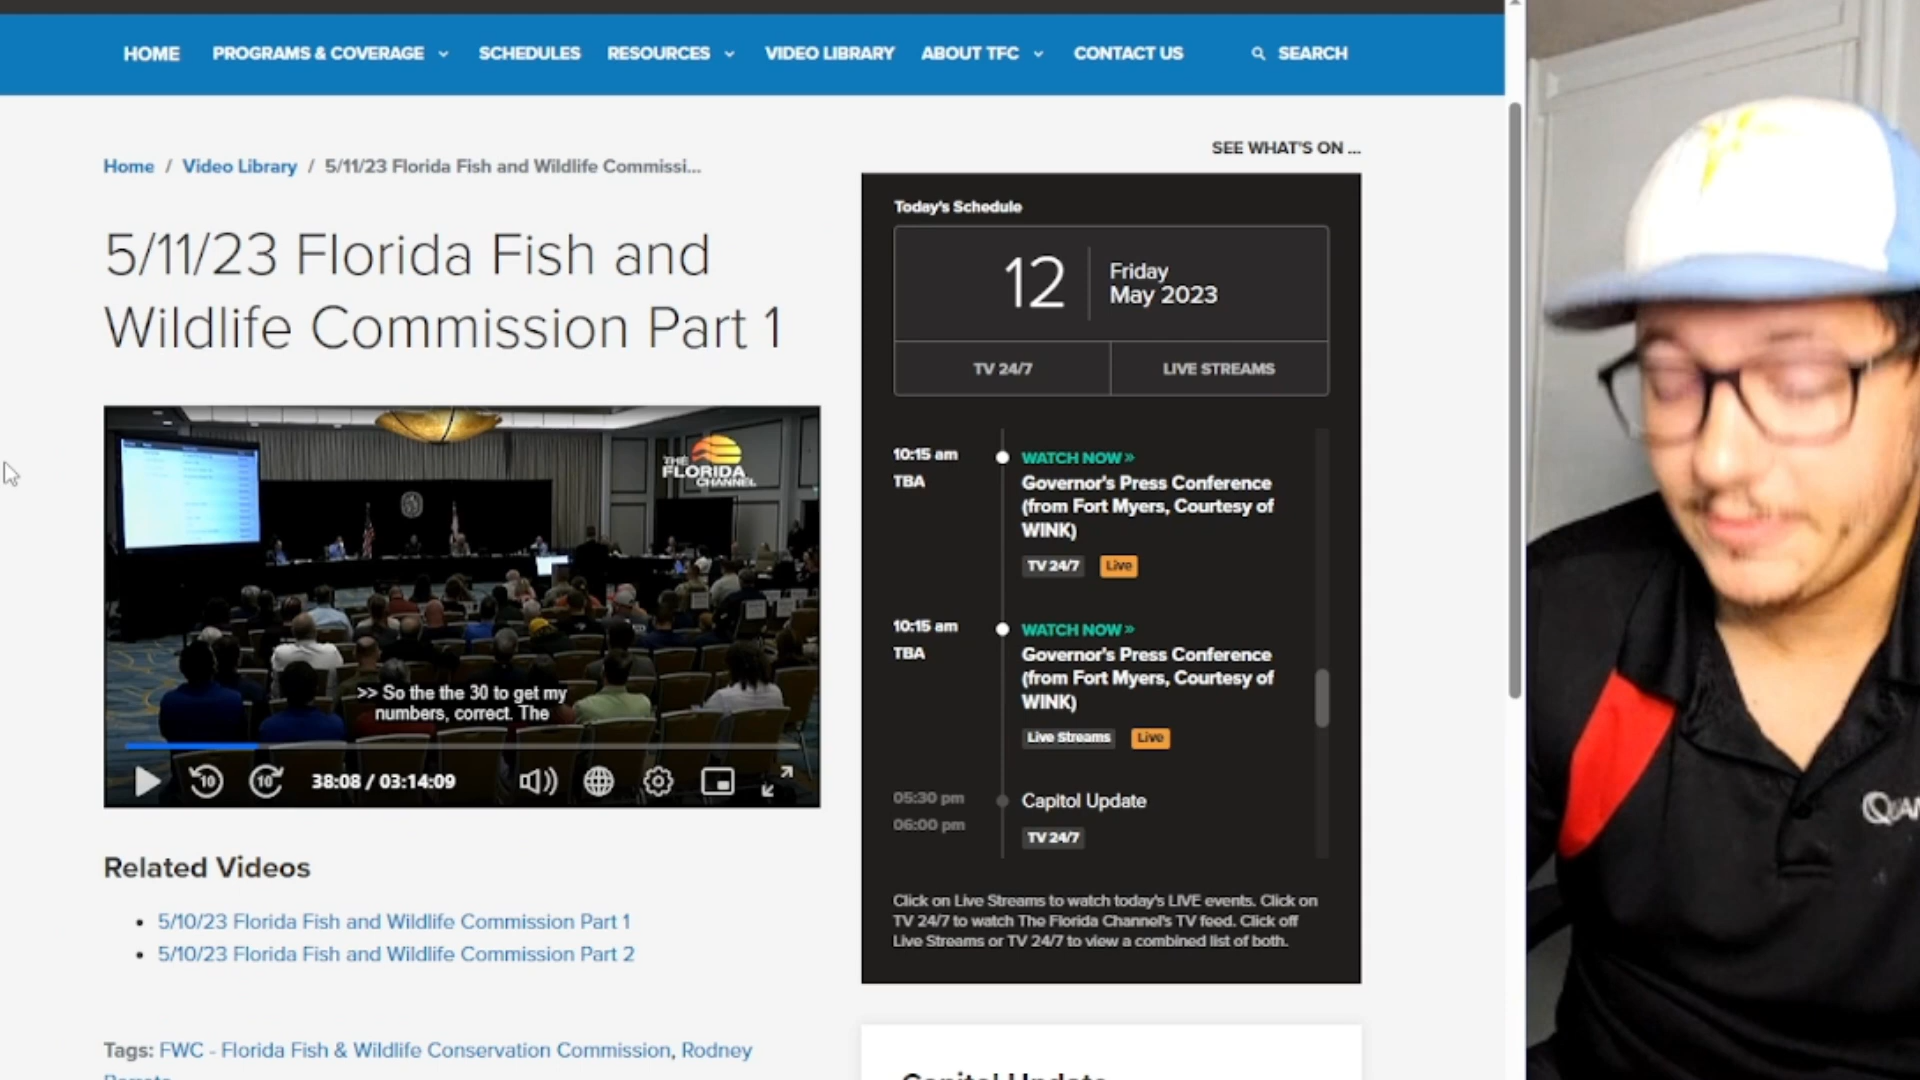 HOME PROGRAMS & COVERAGE SCHEDULES RESOURCES VIDEO LIBRARY ABOUT TFC CONTACT US SEARCH
Home / Video Library / 5/11/23 Florida Fish and Wildlife Commissi...
5/11/23 Florida Fish and
Wildlife Commission Part 1
THE
FLORIDA
CHANNEL
>> So the the 30 to get my
numbers, correct. The
10 10 38:08 / 03:14:09
Related Videos
5/10/23 Florida Fish and Wildlife Commission Part 1
5/10/23 Florida Fish and Wildlife Commission Part 2
Tags: FWC - Florida Fish & Wildlife Conservation Commission, Rodney
SEE WHAT'S ON ...
Today's Schedule
12 Friday
May 2023
TV 24/7 LIVE STREAMS
10:15 am WATCH NOW »
TBA Governor's Press Conference
(from Fort Myers, Courtesy of
WINK)
TV 24/7 Live
10:15 am WATCH NOW »
TBA Governor's Press Conference
(from Fort Myers, Courtesy of
WINK)
Live Streams Live
05:30 pm Capitol Update
06:00 pm TV 24/7
Click on Live Streams to watch today's LIVE events. Click on
TV 24/7 to watch The Florida Channel's TV feed. Click off
Live Streams or TV 24/7 to view a combined list of both.
Capitol Update